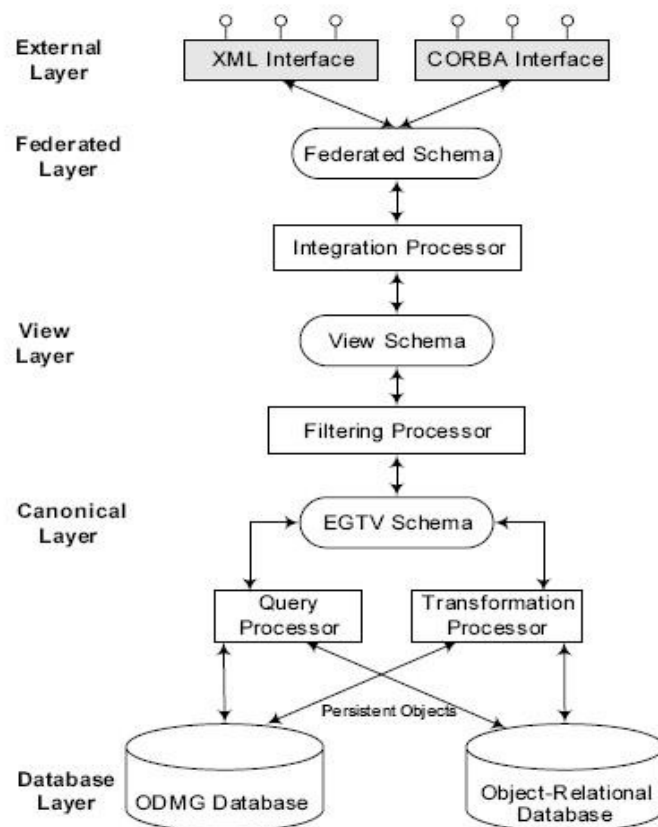 External
Layer
XML Interface
CORBA Interface
Federated
Layer
Federated Schema
Integration Processor
View
Layer
View Schema
Filtering Processor
Canonical
Layer
EGTV Schema
Query
Processor
Transformation
Processor
Persistent Objects
Database
Layer
ODMG Database
Object-Relational
Database